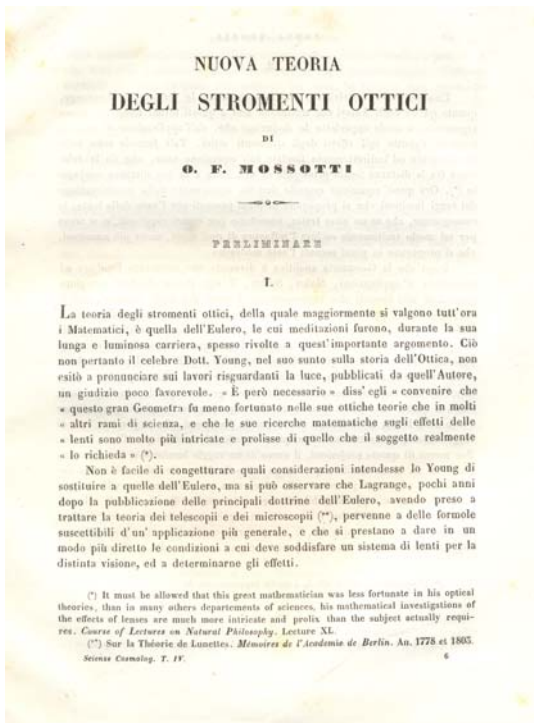 NUOVA TEORIA
DEGLI STROMENTI OTTICI
DI
O. F. MOSSOTTI
PRELIMINARE
1.
La teoria degli stromenti ottici, della quale maggiormente si valgono tutt'ora
i Matematici, è quella dell'Eulero, le cui meditazioni furono, durante la sua
lunga e luminosa carriera, spesso rivolte a quest'importante argomento. Ciò
non pertanto il celebre Dott. Young, nel suo sunto sulla storia dell'Ottica, non
esitò a pronunciare sui lavori risguardanti la luce, pubblicati da quell'Autore,
un giudizio poco favorevole. « È però necessario » diss'egli « convenire che
« questo gran Geometra fu meno fortunato nelle sue ottiche teorie che in molti
« altri rami di scienza, e che le sue ricerche matematiche sugli effetti delle
« lenti sono molto più intricate e prolisse di quello che il soggetto realmente
« lo richieda » (*).
Non è facile di congetturare quali considerazioni intendesse lo Young di
sostituire a quelle dell'Eulero, ma si può osservare che Lagrange, pochi anni
dopo la pubblicazione delle principali dottrine dell'Eulero, avendo preso a
trattare la teoria dei telescopii e dei microscopii (**), pervenne a delle formole
suscettibili d'un'applicazione più generale, e che si prestano a dare in un
modo più diretto le condizioni a cui deve soddisfare un sistema di lenti per la
distinta visione, ed a determinarne gli effetti.
(*) It must be allowed that this great mathematician was less fortunate in his optical
theories, than in many others departements of sciences, his mathematical investigations of
the effects of lenses are much more intricate and prolix than the subject actually requi-
res. Course of Lectures on Natural Philosophy. Lecture XL.
(**) Sur la Théorie de Lunettes. Mémoires de l'Academie de Berlin. An. 1778 et 1803.
Scienze Cosmolog. T. IV. 6